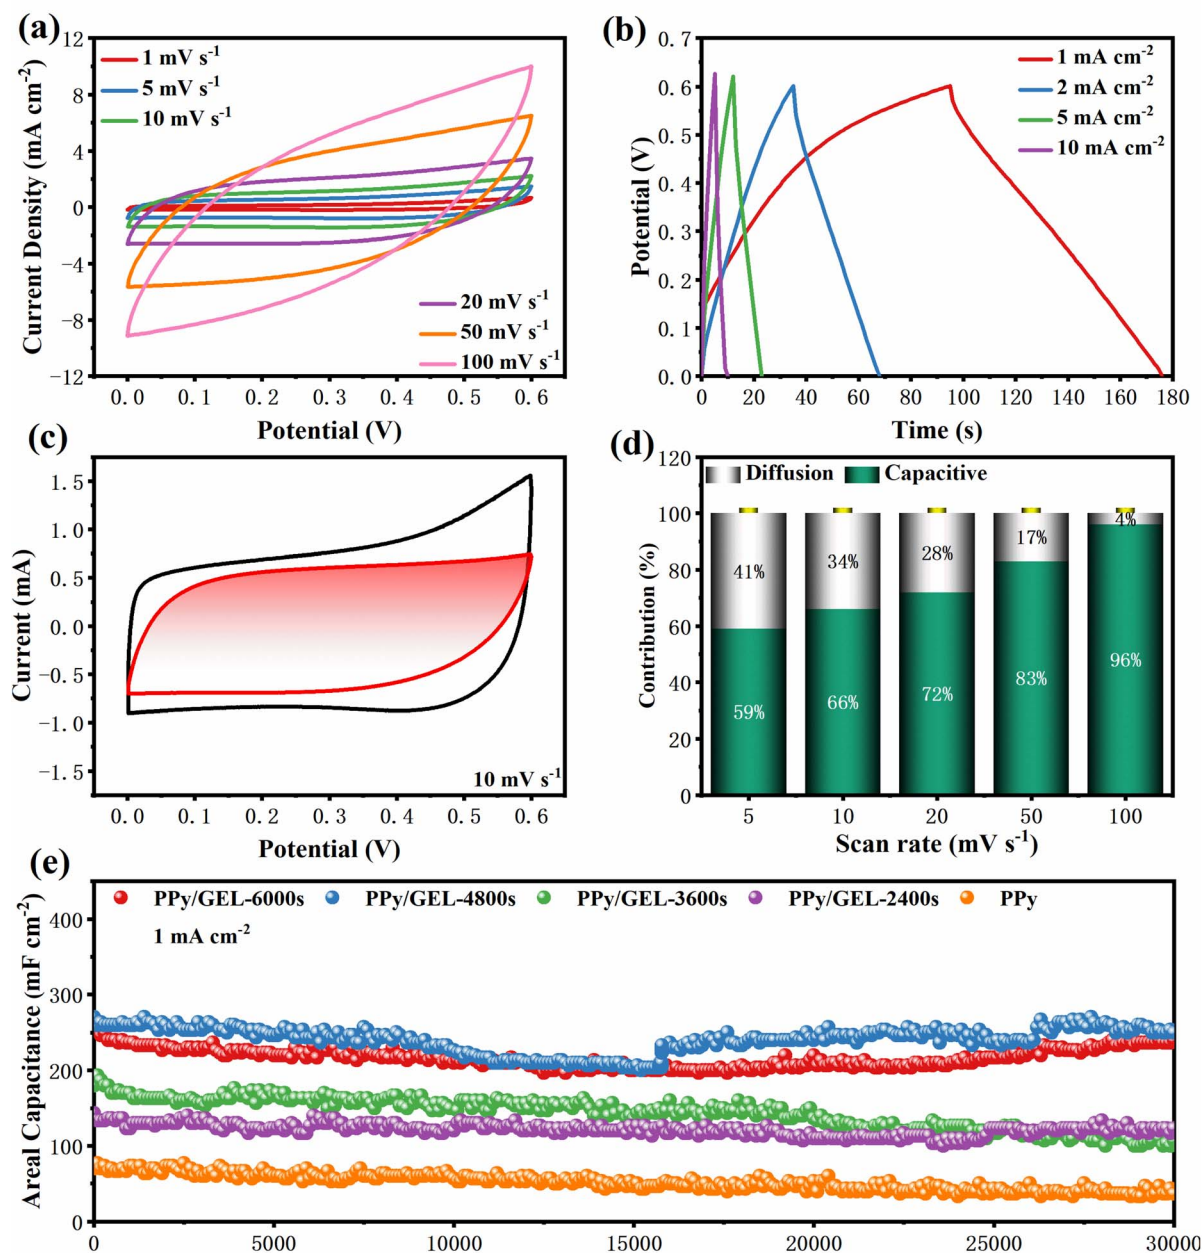 (a)
Current Density (mA cm-2)
12
8
4
0
−4
−8
−12
1 mV s-1
5 mV s-1
10 mV s-1
20 mV s-1
50 mV s-1
100 mV s-1
0.0 0.1 0.2 0.3 0.4 0.5 0.6
Potential (V)
(b)
Potential (V)
0.7
0.6
0.5
0.4
0.3
0.2
0.1
0.0
1 mA cm-2
2 mA cm-2
5 mA cm-2
10 mA cm-2
0 20 40 60 80 100 120 140 160 180
Time (s)
(c)
Current (mA)
1.5
1.0
0.5
0.0
−0.5
−1.0
−1.5
10 mV s-1
0.0 0.1 0.2 0.3 0.4 0.5 0.6
Potential (V)
(d)
Contribution (%)
120
100
80
60
40
20
0
Diffusion Capacitive
41% 34% 28% 17% 4%
59% 66% 72% 83% 96%
5 10 20 50 100
Scan rate (mV s-1)
(e)
Areal Capacitance (mF cm-2)
400
300
200
100
0
PPy/GEL-6000s PPy/GEL-4800s PPy/GEL-3600s PPy/GEL-2400s PPy
1 mA cm-2
0 5000 10000 15000 20000 25000 30000